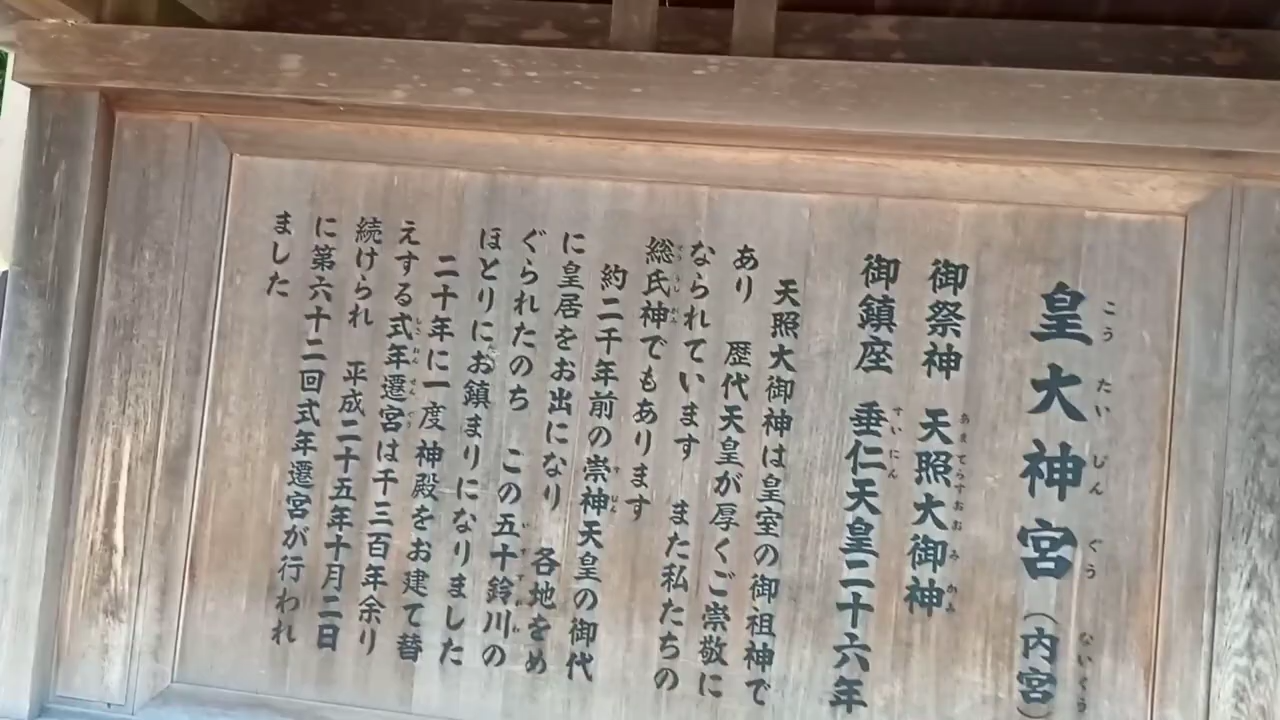 皇大神宮（内宮）
御祭神 天照大御神
御鎮座 垂仁天皇二十六年
天照大御神は皇室の御祖神で
あり 歴代天皇が厚くご崇敬に
なられています また私たちの
総氏神でもあります
約二千年前の崇神天皇の御代
に皇居をお出になり 各地をめ
ぐられたのち この五十鈴川の
ほとりにお鎮まりになりました
二十年に一度神殿をお建て替
えする式年遷宮は千三百年余り
続けられ 平成二十五年十月二日
に第六十二回式年遷宮が行われ
ました